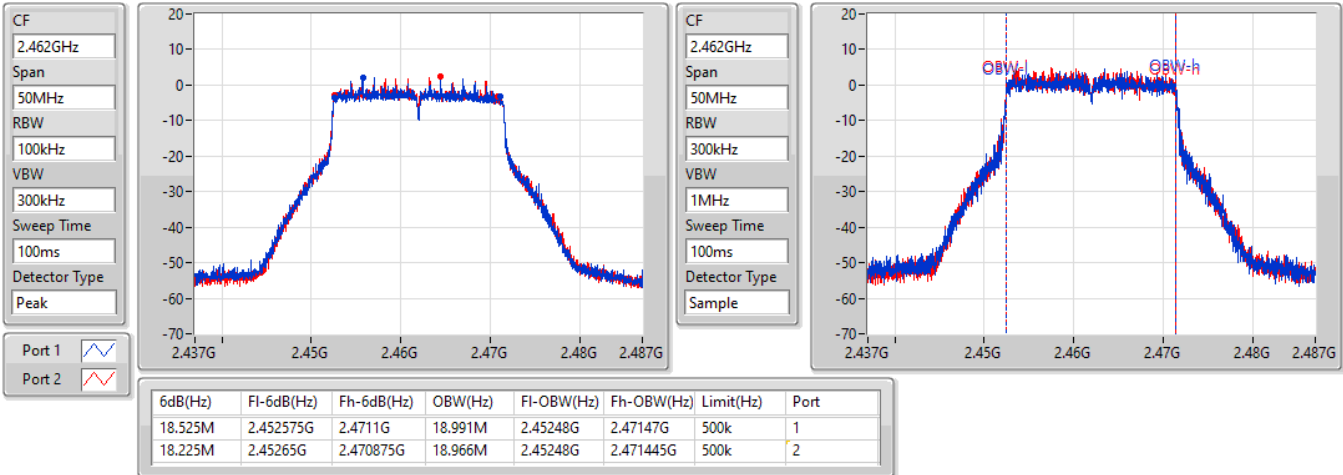 CF
2.462GHz
Span
50MHz
RBW
100kHz
VBW
300kHz
Sweep Time
100ms
Detector Type
Peak
Port 1
Port 2
20
10
0
-10
-20
-30
-40
-50
-60
-70
2.437G 2.45G 2.46G 2.47G 2.48G 2.487G
CF
2.462GHz
Span
50MHz
RBW
300kHz
VBW
1MHz
Sweep Time
100ms
Detector Type
Sample
20
10
0
-10
-20
-30
-40
-50
-60
-70
OBW-l OBW-h
2.437G 2.45G 2.46G 2.47G 2.48G 2.487G
6dB(Hz) Fl-6dB(Hz) Fh-6dB(Hz) OBW(Hz) Fl-OBW(Hz) Fh-OBW(Hz) Limit(Hz) Port
18.525M 2.452575G 2.4711G 18.991M 2.45248G 2.47147G 500k 1
18.225M 2.45265G 2.470875G 18.966M 2.45248G 2.471445G 500k 2